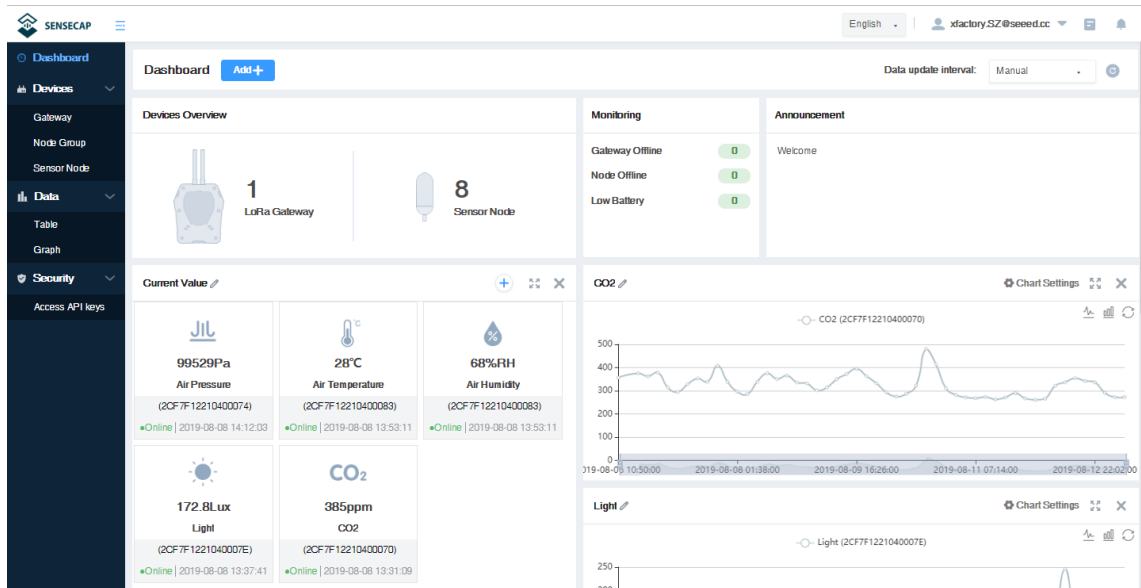 SENSECAP
English
xfactory.SZ@seeed.cc
Dashboard
Devices
Gateway
Node Group
Sensor Node
Data
Table
Graph
Security
Access API keys
Dashboard Add+
Data update interval: Manual
Devices Overview
1
LoRa Gateway
8
Sensor Node
Monitoring
Gateway Offline 0
Node Offline 0
Low Battery 0
Announcement
Welcome
Current Value
99529Pa
Air Pressure
(2CF7F12210400074)
Online | 2019-08-08 14:12:03
°C
28℃
Air Temperature
(2CF7F12210400083)
Online | 2019-08-08 13:53:11
%
68%RH
Air Humidity
(2CF7F12210400083)
Online | 2019-08-08 13:53:11
172.8Lux
Light
(2CF7F1221040007E)
Online | 2019-08-08 13:37:41
CO₂
385ppm
CO2
(2CF7F12210400070)
Online | 2019-08-08 13:31:09
CO2
Chart Settings
CO2 (2CF7F12210400070)
500
400
300
200
100
0
2019-08-08 01:38:00
2019-08-09 16:26:00
2019-08-11 07:14:00
2019-08-12 22:02:00
Light
Chart Settings
Light (2CF7F1221040007E)
250